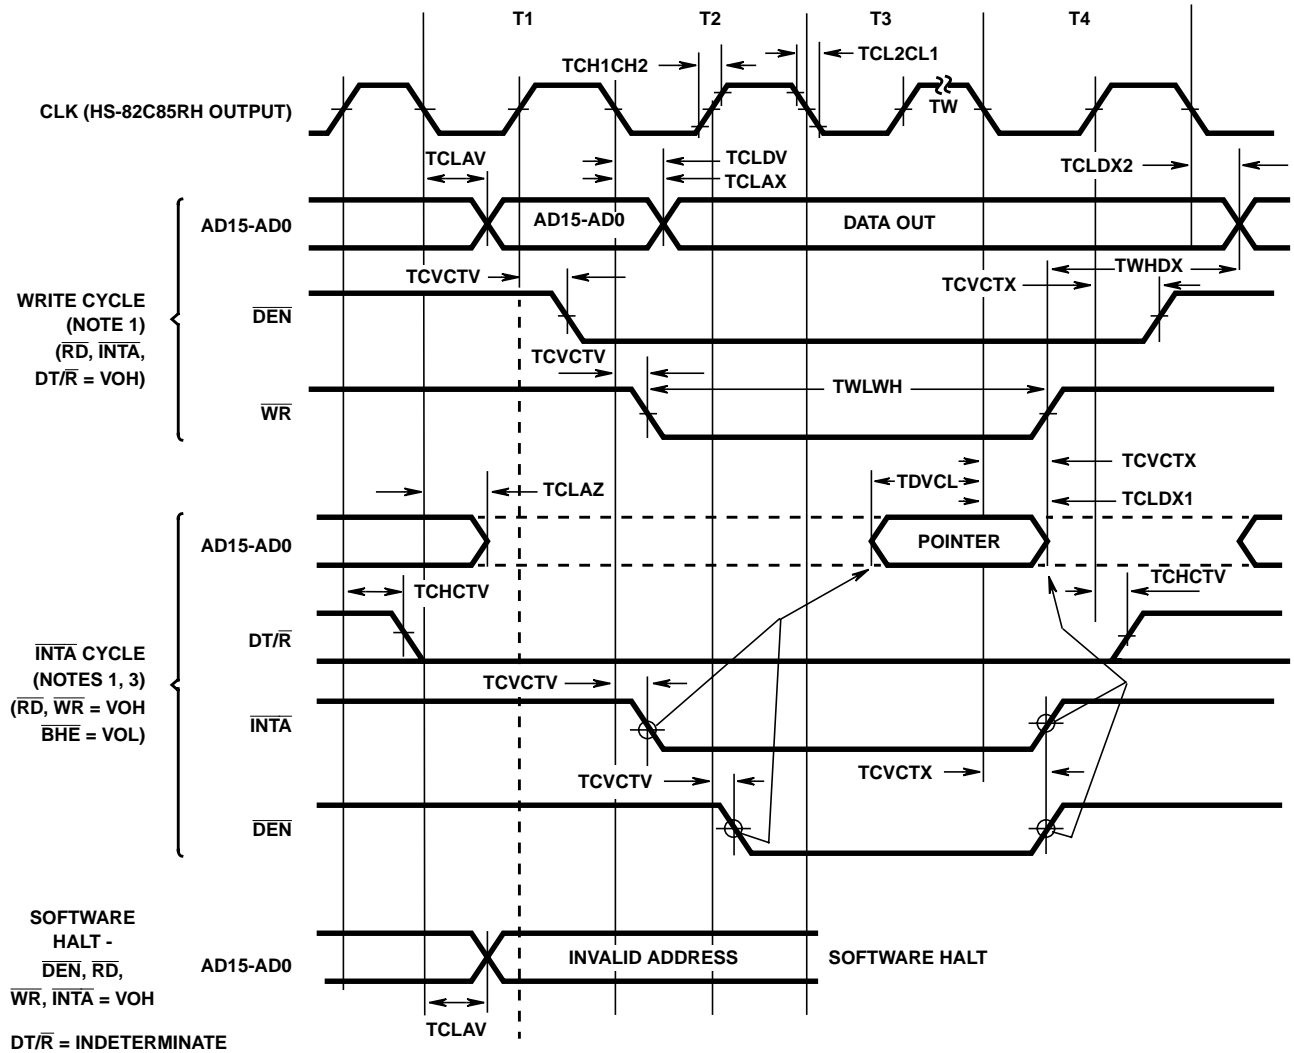 T1 T2 T3 T4
TCH1CH2 TCL2CL1
CLK (HS-82C85RH OUTPUT) TW
TCLAV TCLDV TCLDX2
TCLAX
AD15-AD0 AD15-AD0 DATA OUT
TCVCTV TCVCTX TWHDX
WRITE CYCLE
(NOTE 1)
(RD, INTA,
DT/R = VOH)
DEN
TCVCTV
TWLWH
WR
TCVCTX
TDVCL
TCLAZ TCLDX1
AD15-AD0 POINTER
TCHCTV TCHCTV
DT/R
INTA CYCLE
(NOTES 1, 3)
(RD, WR = VOH
BHE = VOL)
TCVCTV
INTA
TCVCTV TCVCTX
DEN
SOFTWARE
HALT -
DEN, RD,
WR, INTA = VOH
DT/R = INDETERMINATE
AD15-AD0 INVALID ADDRESS SOFTWARE HALT
TCLAV